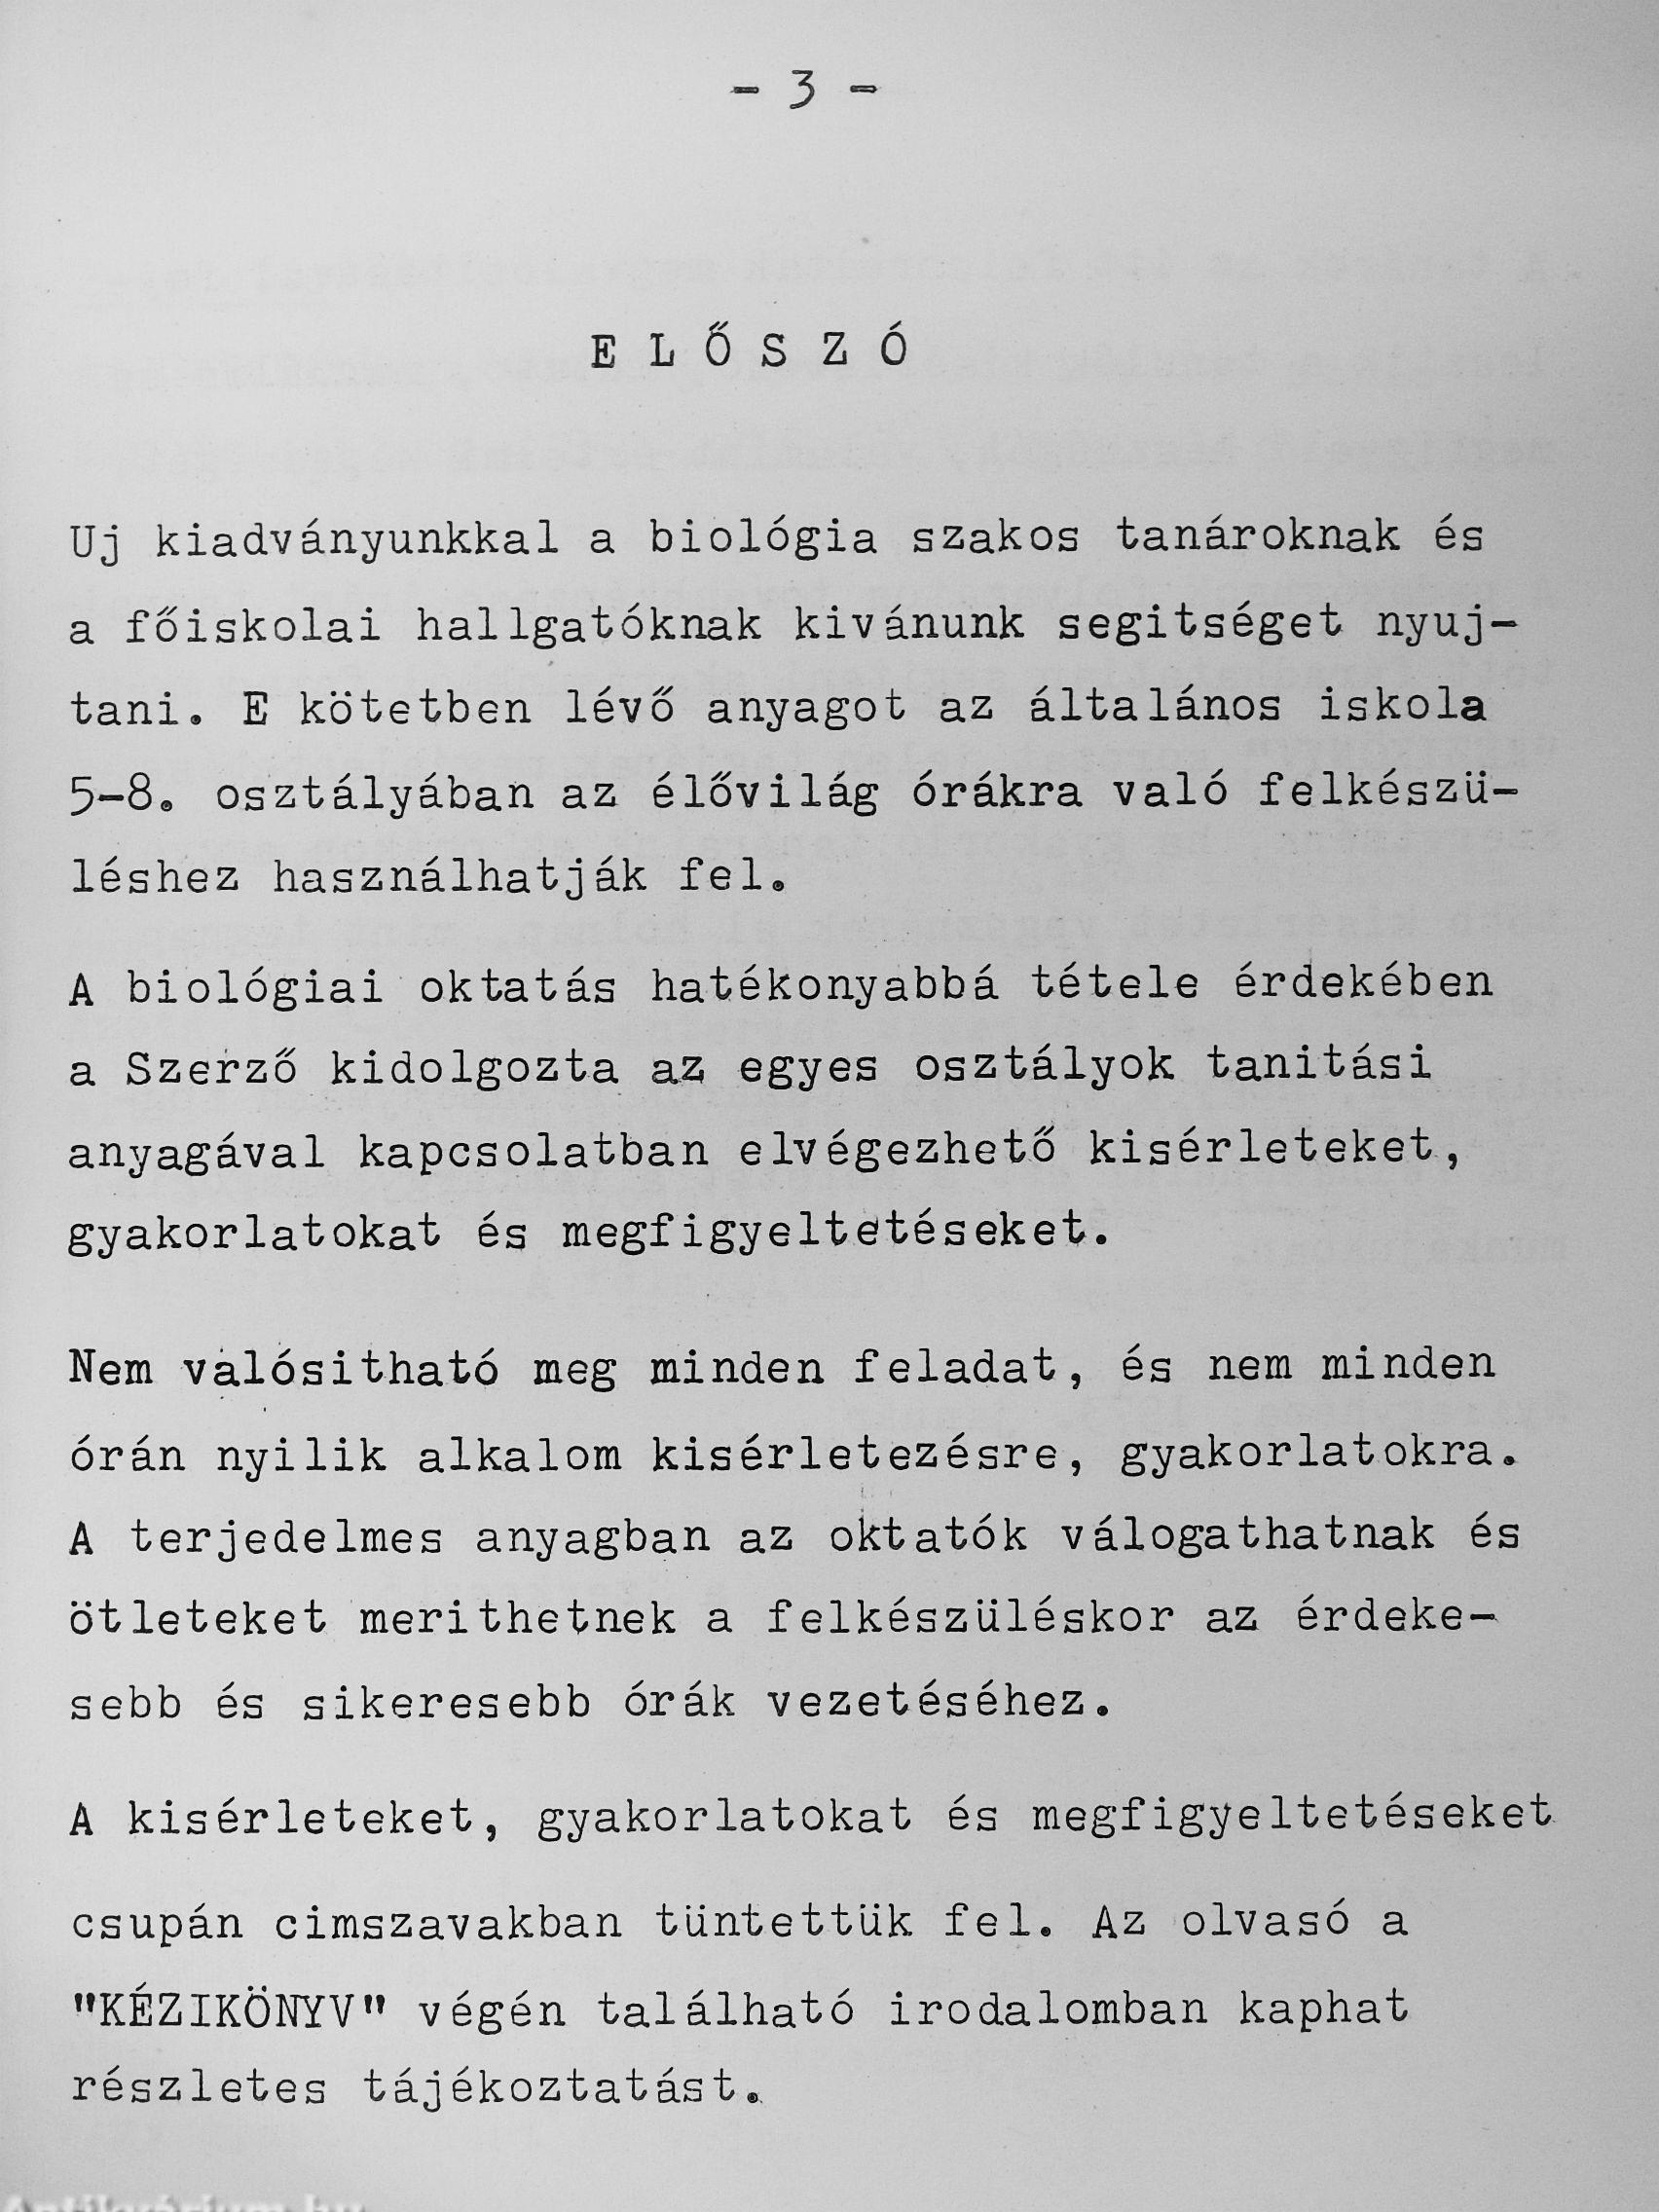 - 3 -
E L Ő S Z Ó
Uj kiadványunkkal a biológia szakos tanároknak és
a főiskolai hallgatóknak kivánunk segitséget nyuj-
tani. E kötetben lévő anyagot az általános iskola
5-8. osztályában az élővilág órákra való felkészü-
léshez használhatják fel.
A biológiai oktatás hatékonyabbá tétele érdekében
a Szerző kidolgozta az egyes osztályok tanitási
anyagával kapcsolatban elvégezhető kisérleteket,
gyakorlatokat és megfigyeltetéseket.
Nem valósitható meg minden feladat, és nem minden
órán nyilik alkalom kisérletezésre, gyakorlatokra.
A terjedelmes anyagban az oktatók válogathatnak és
ötleteket merithetnek a felkészüléskor az érdeke-
sebb és sikeresebb órák vezetéséhez.
A kisérleteket, gyakorlatokat és megfigyeltetéseket
csupán cimszavakban tüntettük fel. Az olvasó a
"KÉZIKÖNYV" végén található irodalomban kaphat
részletes tájékoztatást.